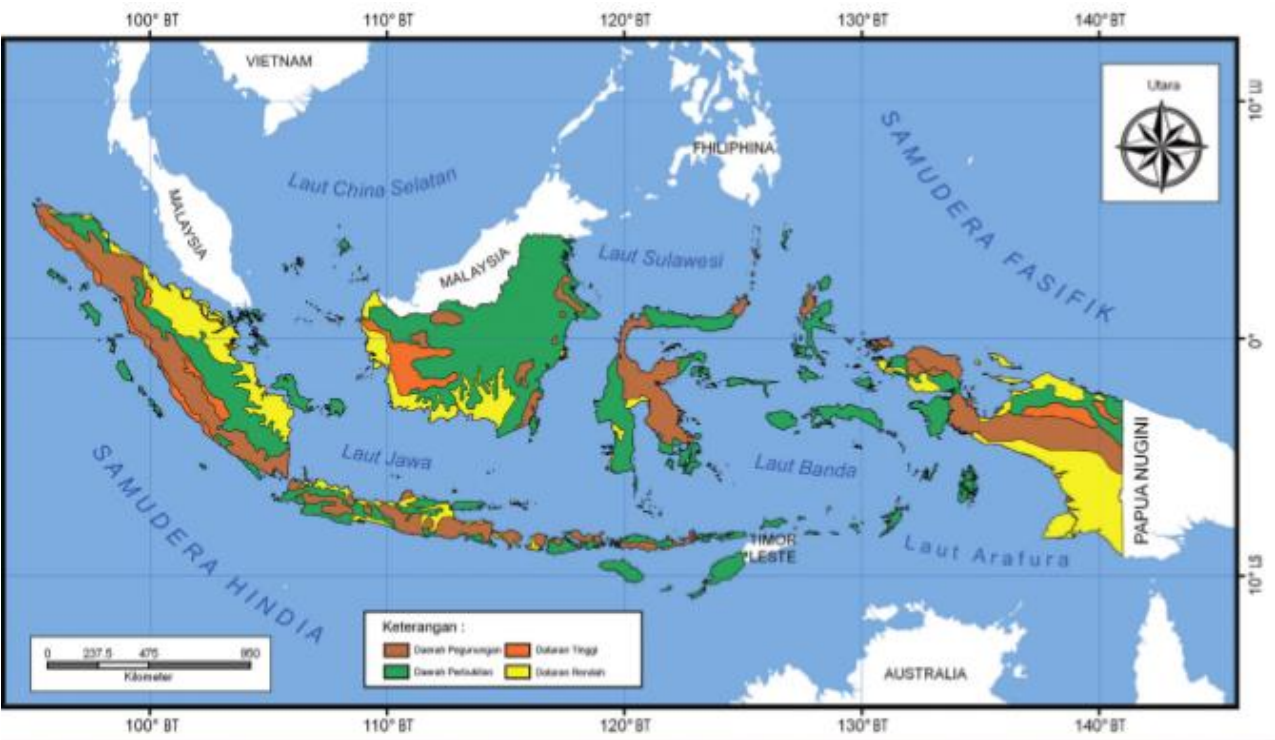 100° BT 110° BT 120° BT 130° BT 140° BT
VIETNAM
Utara
10° LU
FHILIPHINA
SAMUDERA FASIFIK
Laut China Selatan
MALAYSIA
Laut Sulawesi
MALAYSIA
0°
PAPUA NUGINI
Laut Jawa
Laut Banda
SAMUDERA HINDIA
TIMOR
LESTE
Laut Arafura
10° LS
Keterangan :
Daerah Pegunungan Dataran Tinggi
Daerah Perbukitan Dataran Rendah
0 237.5 475 950
Kilometer
AUSTRALIA
100° BT 110° BT 120° BT 130° BT 140° BT